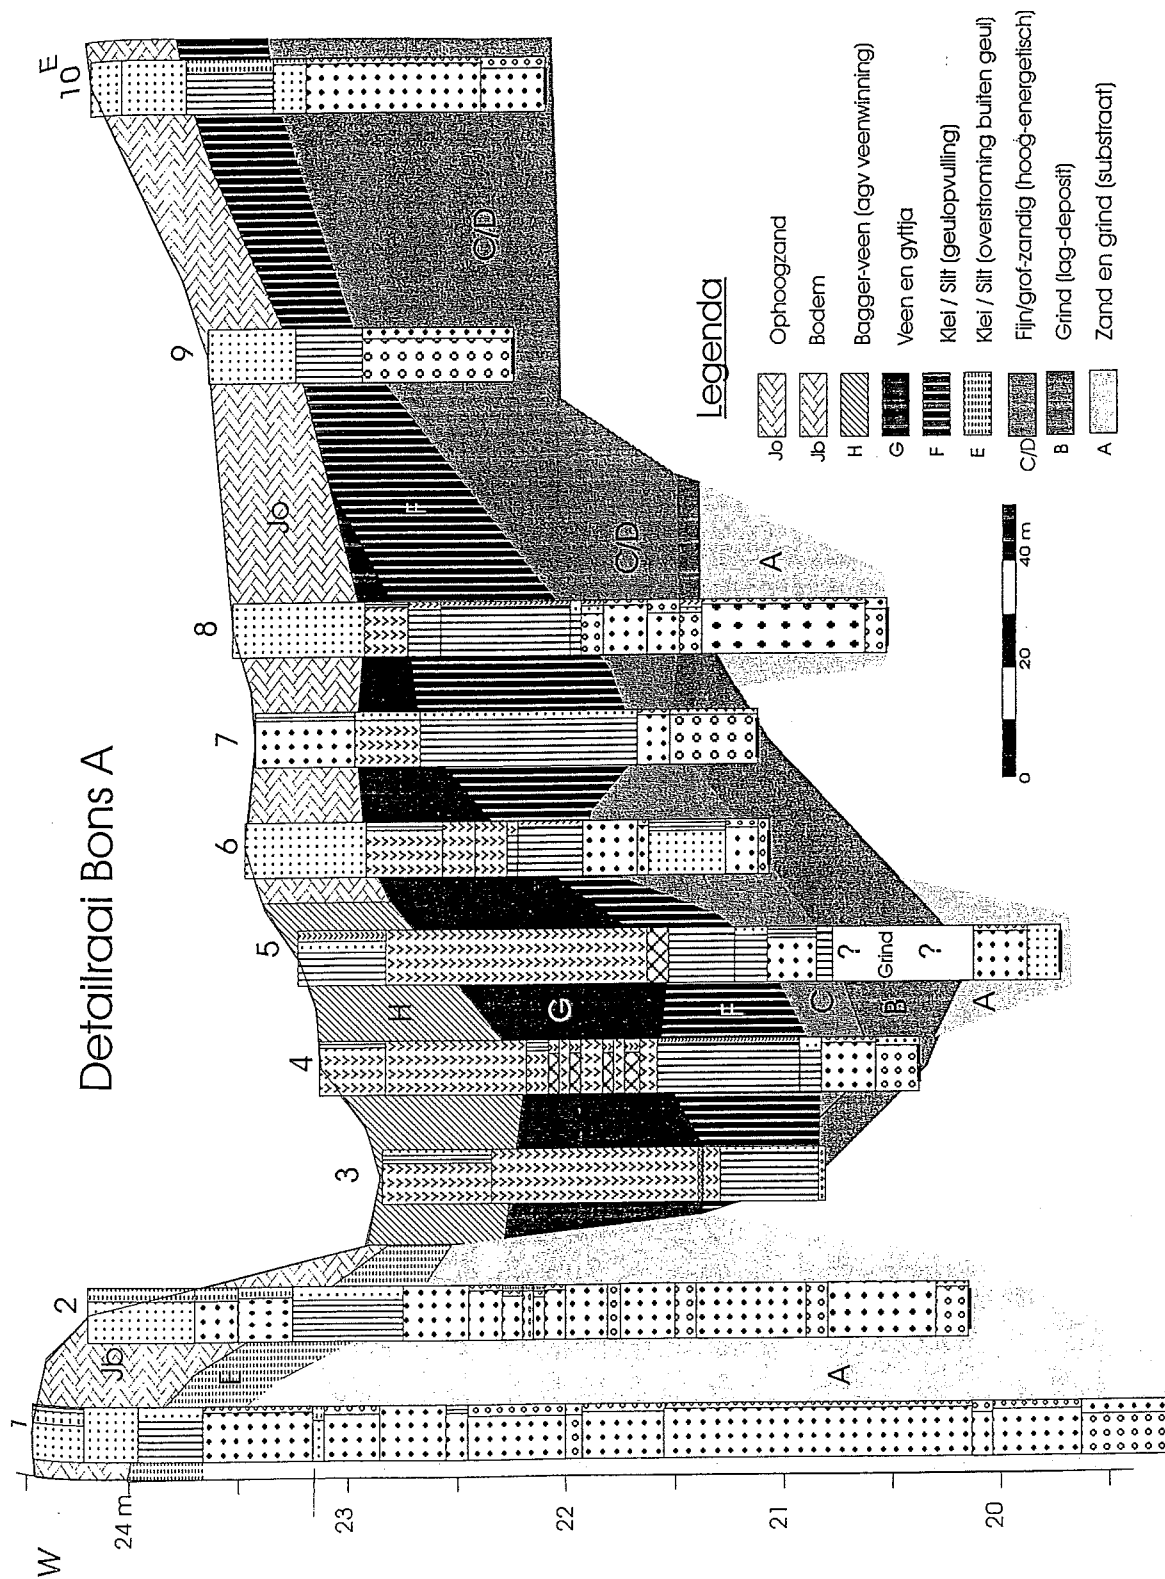 Detailraai Bons A
W
E
1
2
3
4
5
6
7
8
9
10
24 m
23
22
21
20
Jb
E
A
H
G
F
C
B
A
? Grind ?
Jo
F
C/D
A
C/D
0 20 40 m
Legenda
Jo Ophoogzand
Jb Bodem
H Bagger-veen (agv veenwinning)
G Veen en gyttja
F Klei / Silt (geulopvulling)
E Klei / Silt (overstroming buiten geul)
C/D Fijn/grof-zandig (hoog-energetisch)
B Grind (lag-deposit)
A Zand en grind (substraat)